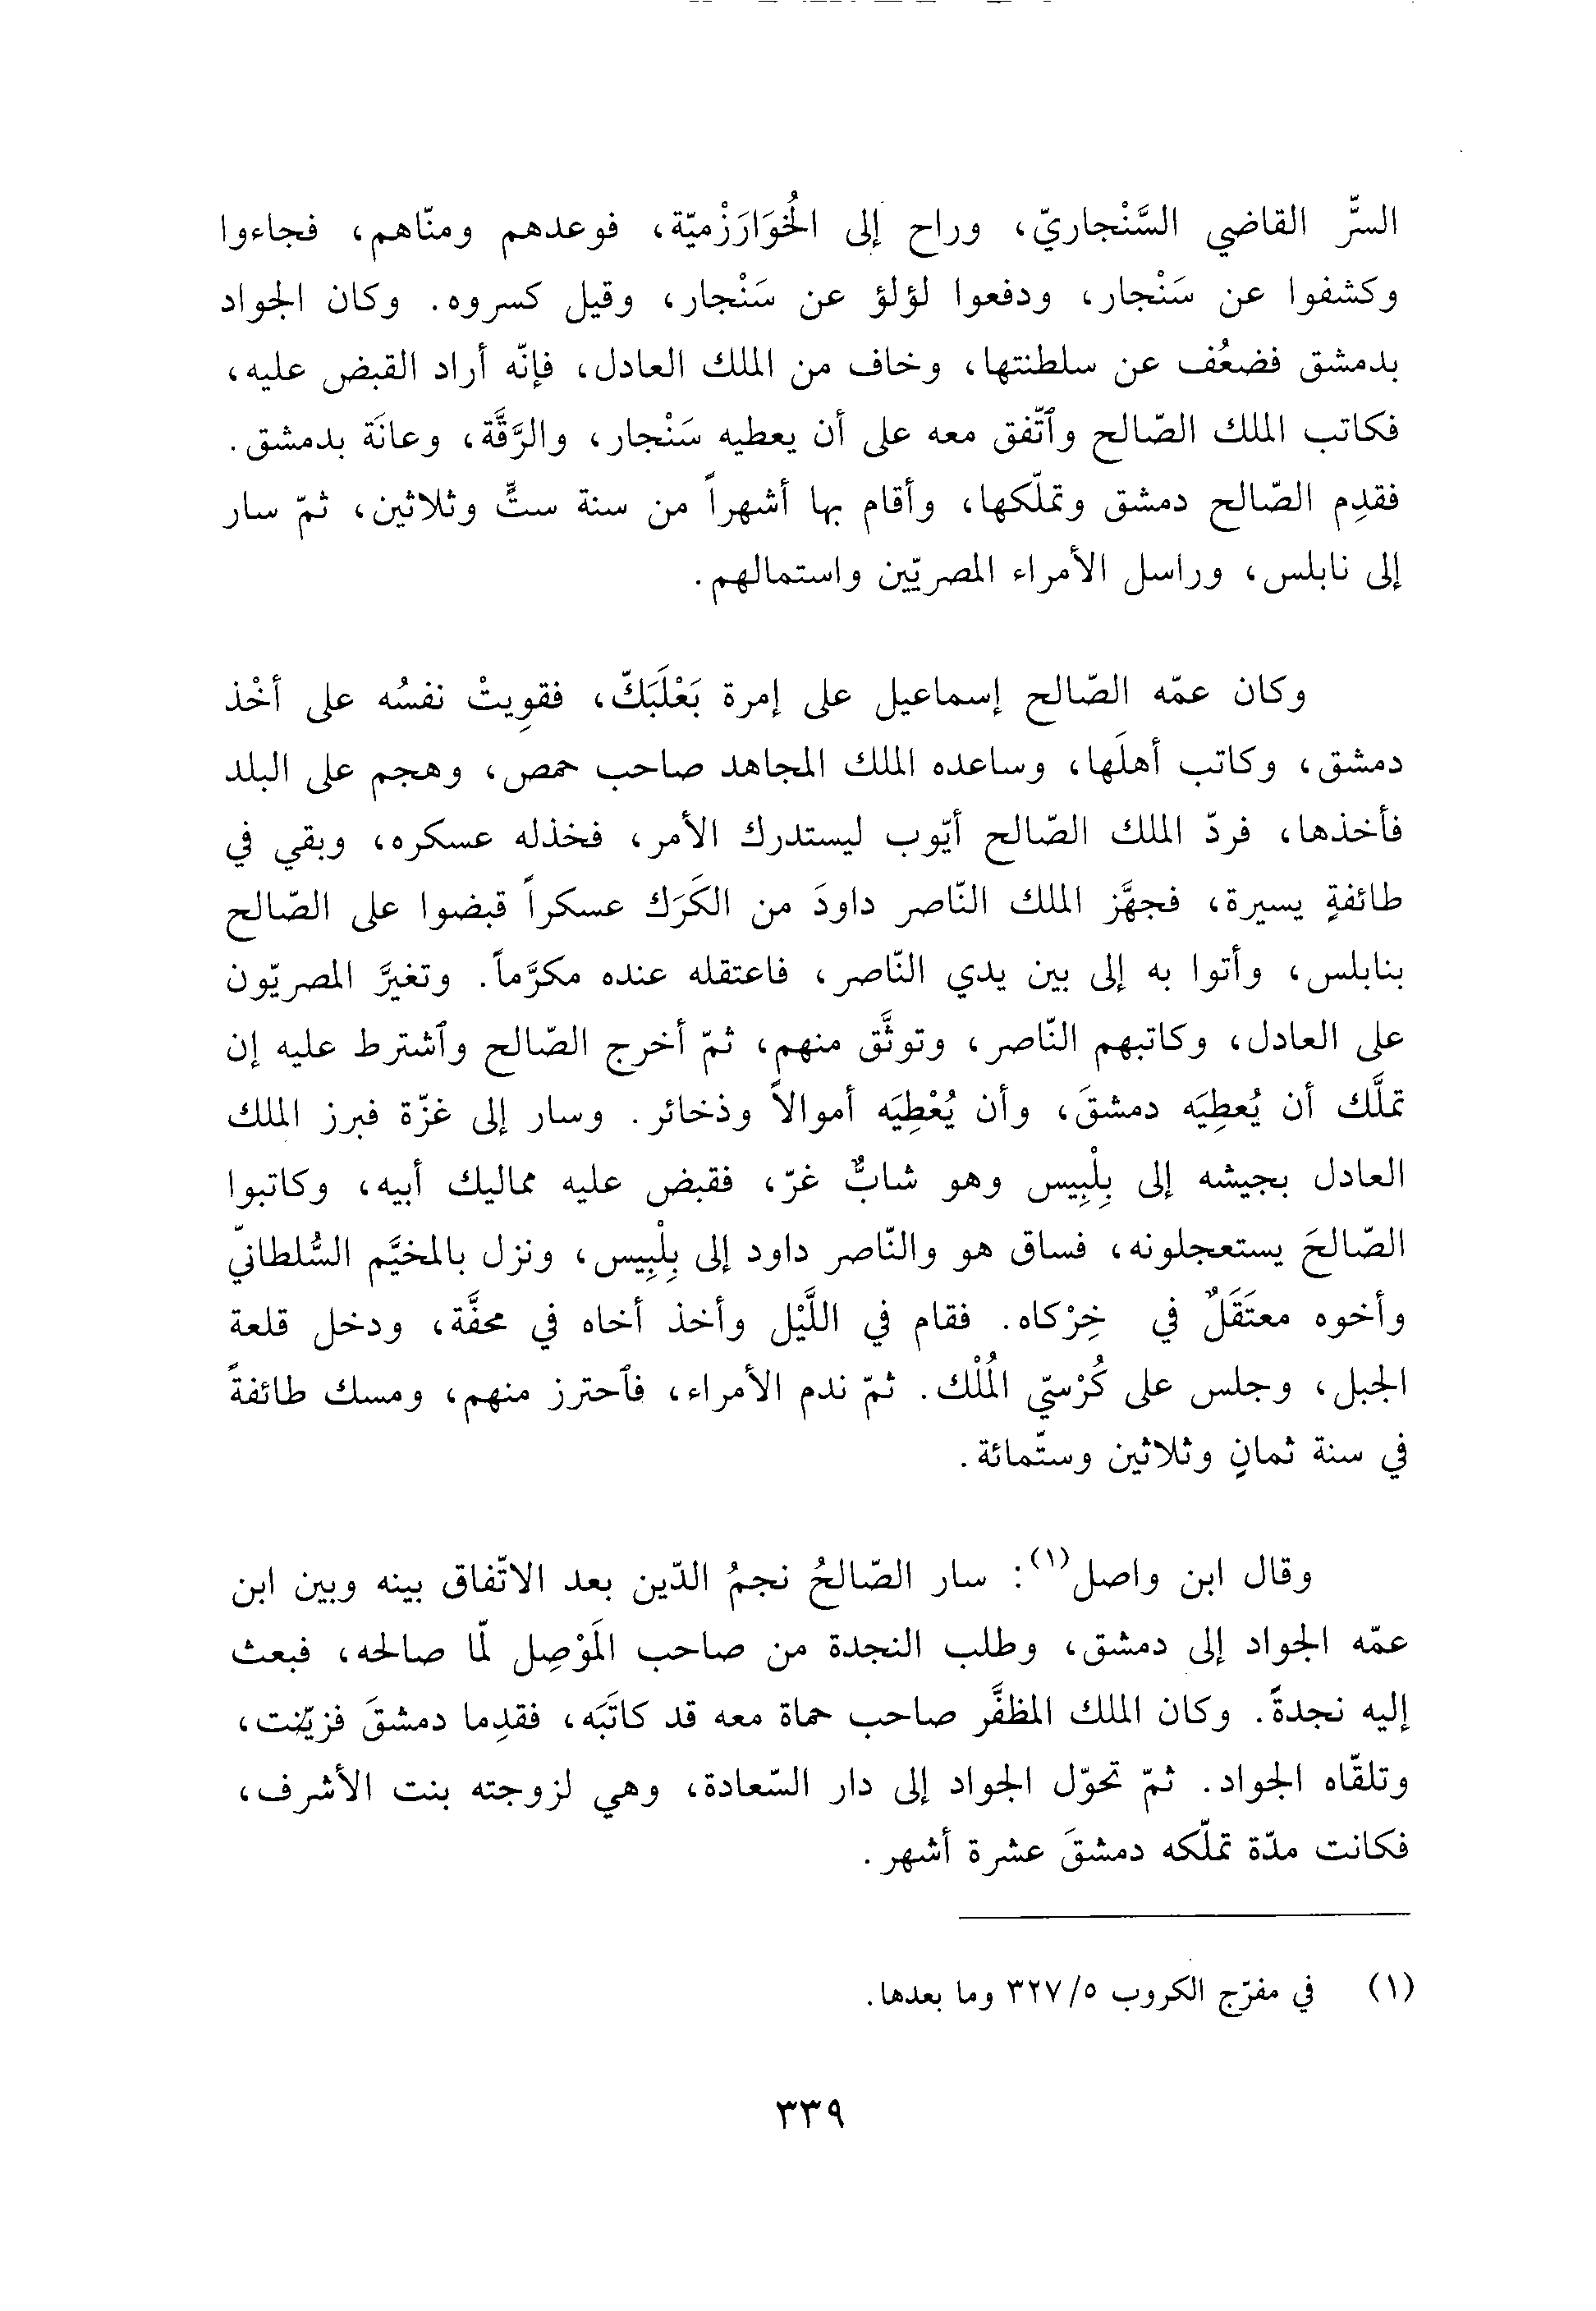 السرِّ القاضي السَّنْجاريّ، وراح إلى الخُوَارَزْميّة، فوعدهم ومنّاهم، فجاءوا
وكشفوا عن سَنْجار، ودفعوا لؤلؤ عن سَنْجار، وقيل كسروه. وكان الجواد
بدمشق فضعُف عن سلطنتها، وخاف من الملك العادل، فإنّه أراد القبض عليه،
فكاتب الملك الصّالح وٱتّفق معه على أن يعطيه سَنْجار، والرَّقَّة، وعانَة بدمشق.
فقدِم الصّالح دمشق وتملّكها، وأقام بها أشهراً من سنة ستٍّ وثلاثين، ثمّ سار
إلى نابلس، وراسل الأمراء المصريّين واستمالهم.
وكان عمّه الصّالح إسماعيل على إمرة بَعْلَبَكّ، فقوِيتْ نفسُه على أخْذ
دمشق، وكاتب أهلَها، وساعده الملك المجاهد صاحب حمص، وهجم على البلد
فأخذها، فردّ الملك الصّالح أيّوب ليستدرك الأمر، فخذله عسكره، وبقي في
طائفةٍ يسيرة، فجهَّز الملك النّاصر داودَ من الكَرَك عسكراً قبضوا على الصّالح
بنابلس، وأتوا به إلى بين يدي النّاصر، فاعتقله عنده مكرَّماً. وتغيَّر المصريّون
على العادل، وكاتبهم النّاصر، وتوثَّق منهم، ثمّ أخرج الصّالح وٱشترط عليه إن
تملَّك أن يُعطِيَه دمشقَ، وأن يُعْطِيَه أموالاً وذخائر. وسار إلى غزّة فبرز الملك
العادل بجيشه إلى بِلْبِيس وهو شابٌّ غرّ، فقبض عليه مماليك أبيه، وكاتبوا
الصّالحَ يستعجلونه، فساق هو والنّاصر داود إلى بِلْبِيس، ونزل بالمخيَّم السُّلطانيّ
وأخوه معتَقَلٌ في خِرْكاه. فقام في اللَّيْل وأخذ أخاه في محفَّة، ودخل قلعة
الجبل، وجلس على كُرْسيّ المُلْك. ثمّ ندم الأمراء، فٱحترز منهم، ومسك طائفةً
في سنة ثمانٍ وثلاثين وستّمائة.
وقال ابن واصل(١): سار الصّالحُ نجمُ الدّين بعد الاتّفاق بينه وبين ابن
عمّه الجواد إلى دمشق، وطلب النجدة من صاحب المَوْصِل لمّا صالحه، فبعث
إليه نجدةً. وكان الملك المظفَّر صاحب حماة معه قد كاتَبَه، فقدِما دمشقَ فزيّنت،
وتلقّاه الجواد. ثمّ تحوّل الجواد إلى دار السّعادة، وهي لزوجته بنت الأشرف،
فكانت مدّة تملّكه دمشقَ عشرة أشهر.
(١) في مفرّج الكروب ٣٢٧/٥ وما بعدها.
٣٣٩